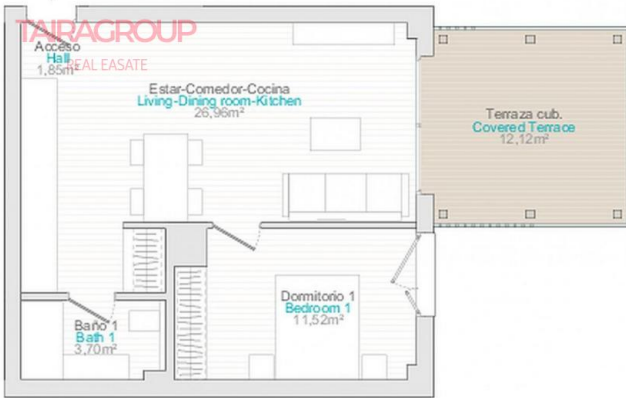 TAIRAGROUP
REAL EASATE
Acceso
Hall
1,85m²
Estar-Comedor-Cocina
Living-Dining room-Kitchen
26,96m²
Terraza cub.
Covered Terrace
12,12m²
Dormitorio 1
Bedroom 1
11,52m²
Baño 1
Bath 1
3,70m²